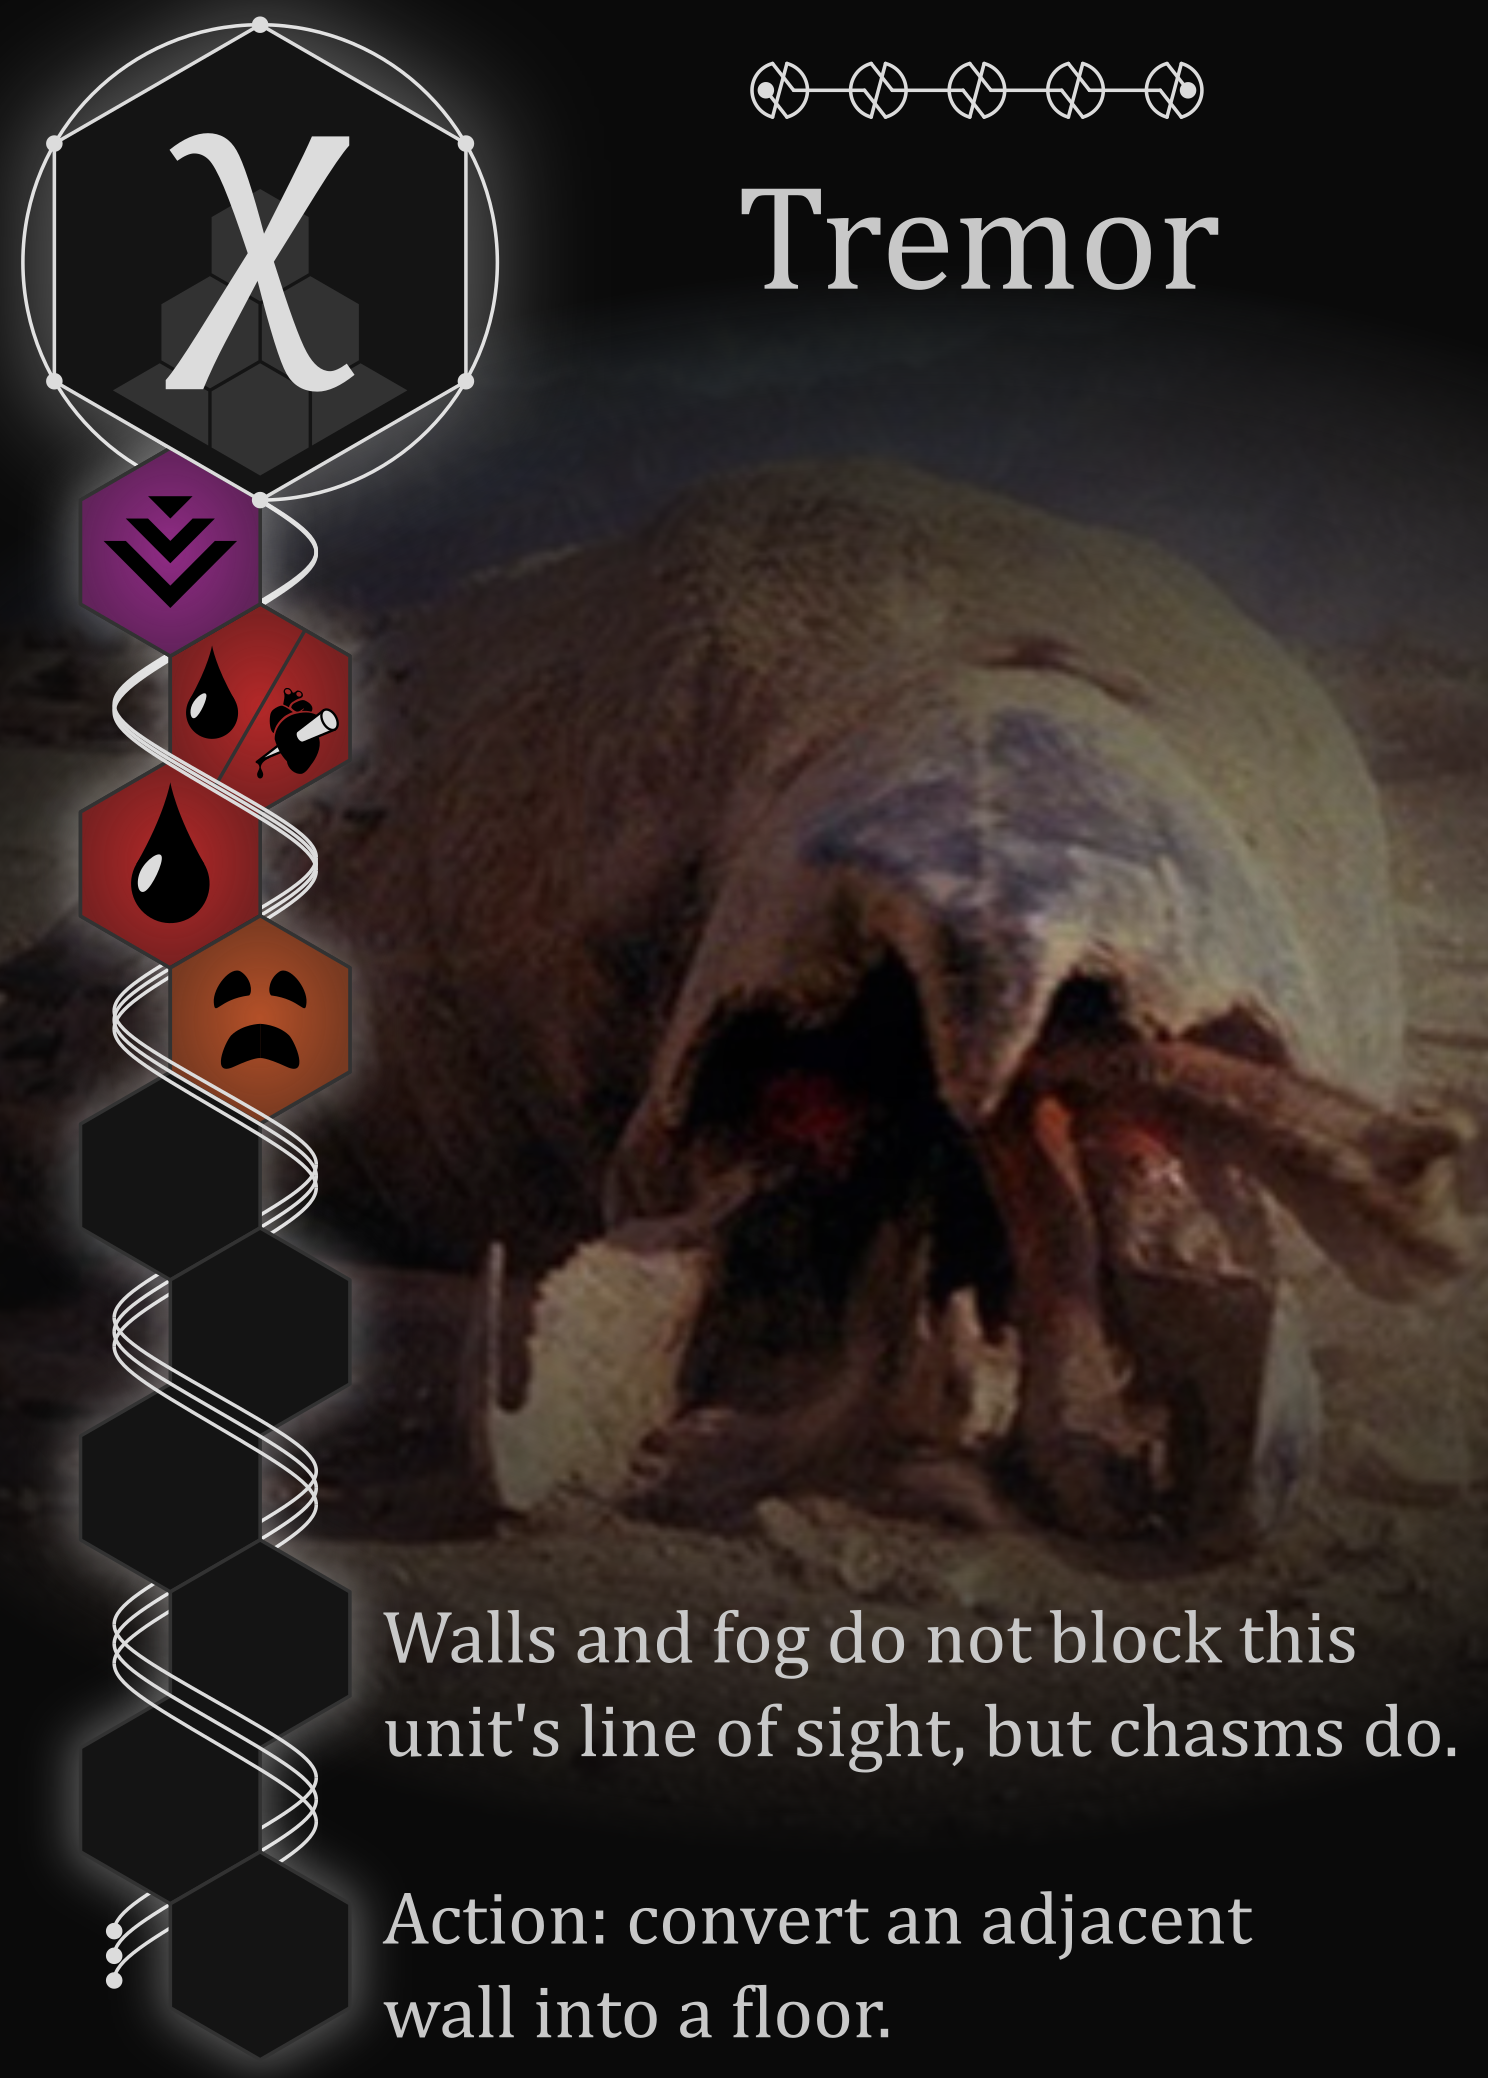 χ
Tremor
Walls and fog do not block this
unit's line of sight, but chasms do.
Action: convert an adjacent
wall into a floor.